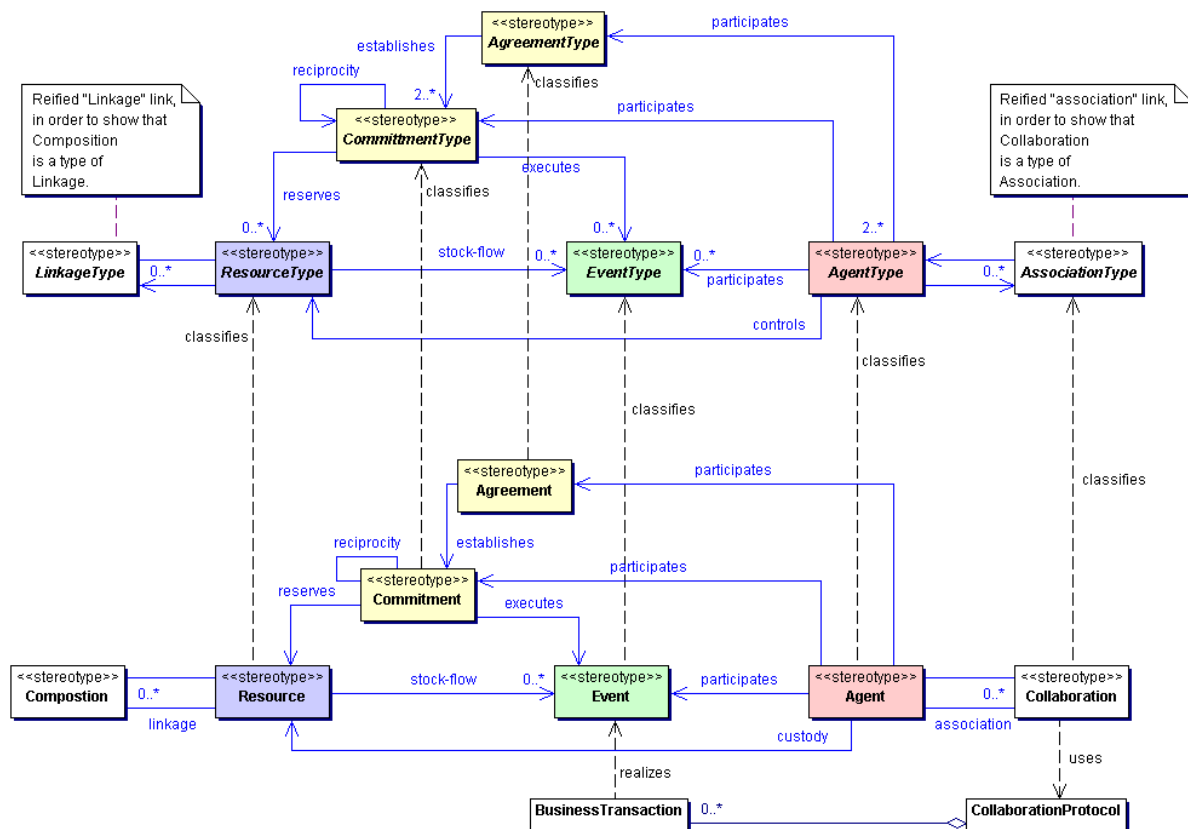 <<stereotype>>
AgreementType
participates
establishes
classifies
reciprocity
2..*
participates
Reified "Linkage" link,
in order to show that
Composition
is a type of
Linkage.
<<stereotype>>
CommittmentType
Reified "association" link,
in order to show that
Collaboration
is a type of
Association.
executes
reserves
classifies
0..*
0..*
2..*
<<stereotype>>
LinkageType
0..*
<<stereotype>>
ResourceType
stock-flow
0..*
<<stereotype>>
EventType
0..*
participates
<<stereotype>>
AgentType
0..*
<<stereotype>>
AssociationType
controls
classifies
classifies
classifies
<<stereotype>>
Agreement
participates
classifies
establishes
reciprocity
<<stereotype>>
Commitment
participates
reserves
executes
<<stereotype>>
Compostion
0..*
linkage
<<stereotype>>
Resource
stock-flow
0..*
<<stereotype>>
Event
participates
<<stereotype>>
Agent
0..*
association
<<stereotype>>
Collaboration
custody
realizes
uses
BusinessTransaction
0..*
CollaborationProtocol